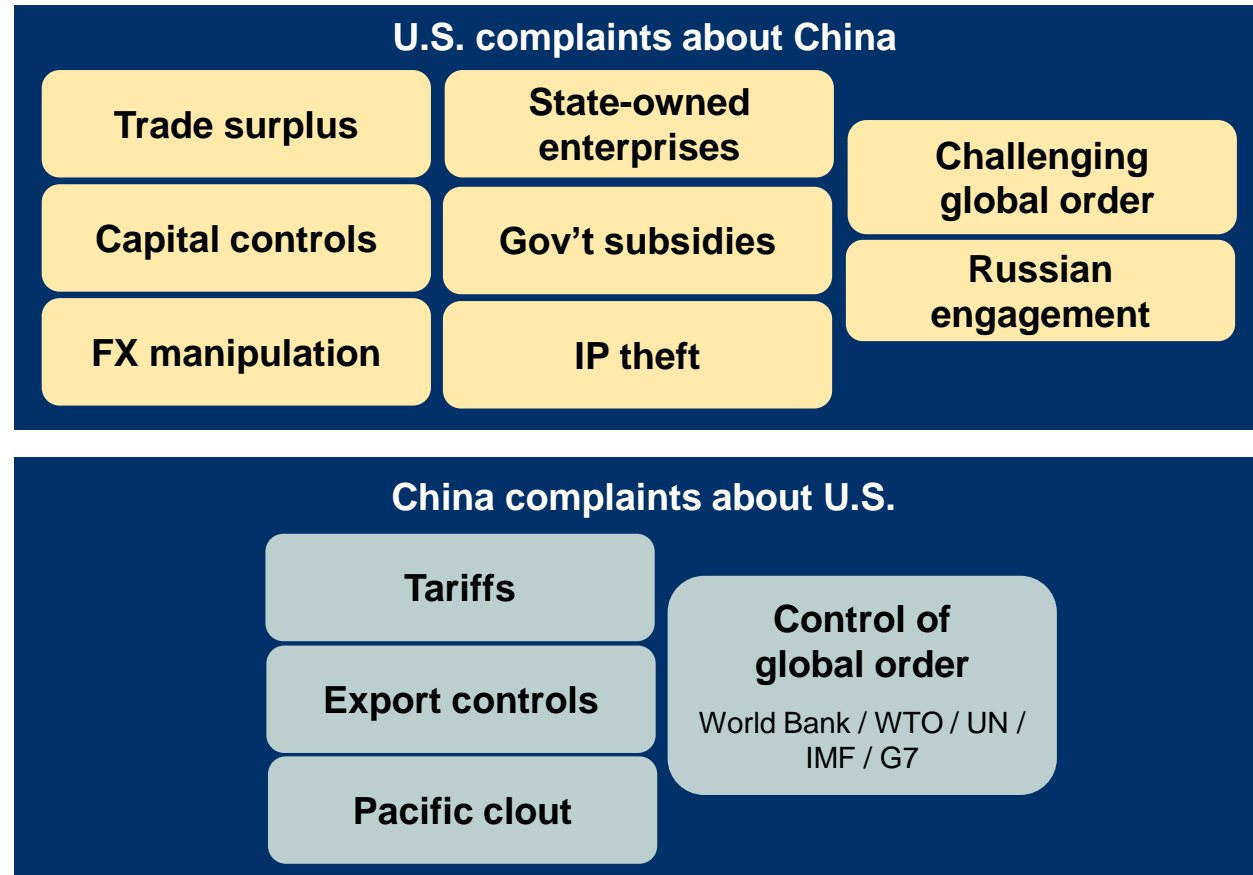 U.S. complaints about China
Trade surplus
Capital controls
FX manipulation
State-owned
enterprises
Gov’t subsidies
IP theft
Challenging
global order
Russian
engagement
China complaints about U.S.
Tariffs
Export controls
Pacific clout
Control of
global order
World Bank / WTO / UN /
IMF / G7